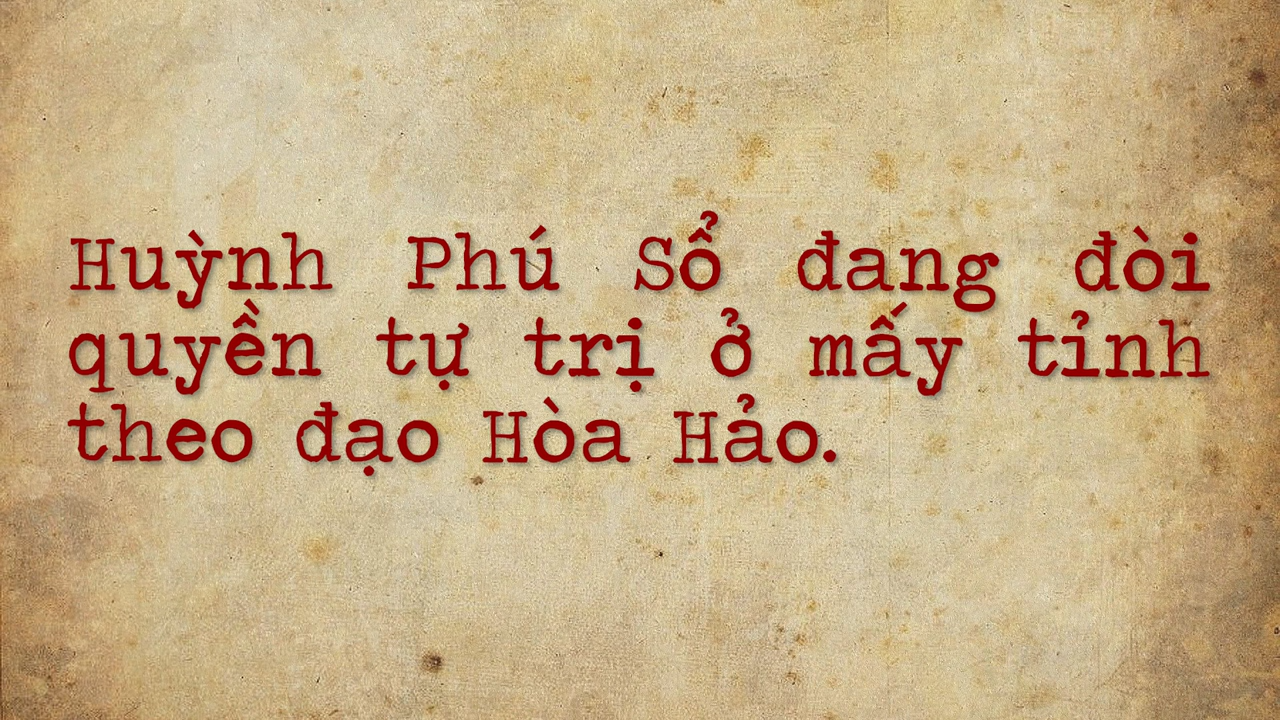 Huỳnh Phú Sổ đang đòi
quyền tự trị ở mấy tỉnh
theo đạo Hòa Hảo.